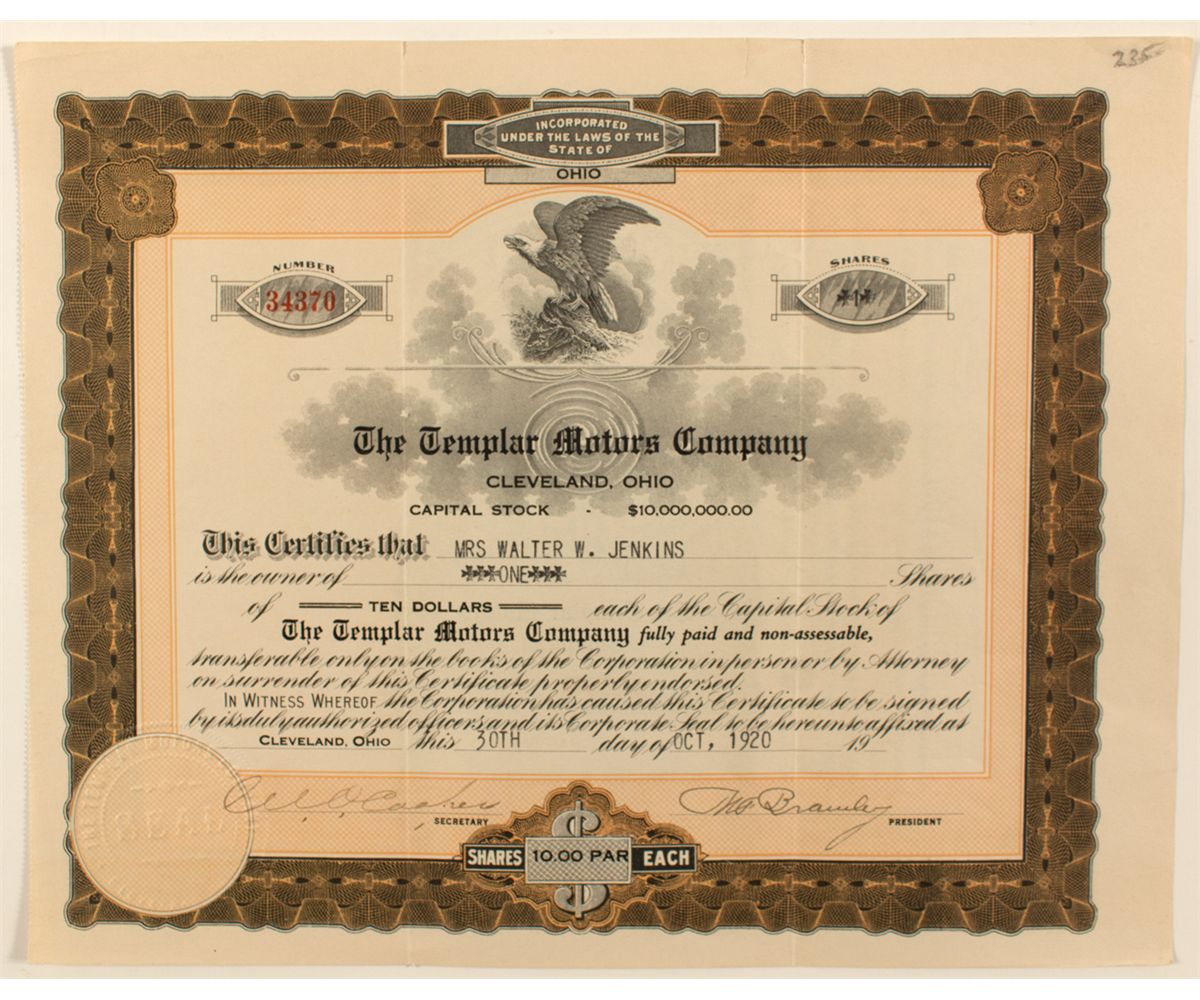 235
INCORPORATED
UNDER THE LAWS OF THE
STATE OF
OHIO
NUMBER
34370
SHARES
1
The Templar Motors Company
CLEVELAND, OHIO
CAPITAL STOCK - $10,000,000.00
This Certifies that MRS WALTER W. JENKINS
is the owner of ONE Shares
of TEN DOLLARS each of the Capital Stock of
The Templar Motors Company fully paid and non-assessable,
transferable only on the books of the Corporation in person or by Attorney
on surrender of this Certificate properly endorsed.
IN WITNESS WHEREOF, the Corporation has caused this Certificate to be signed
by its duly authorized officers and its Corporate Seal to be hereunto affixed at
CLEVELAND, OHIO this 30TH day of OCT, 1920 19
SECRETARY
Bramley
PRESIDENT
SHARES $10.00 PAR EACH
SEAL